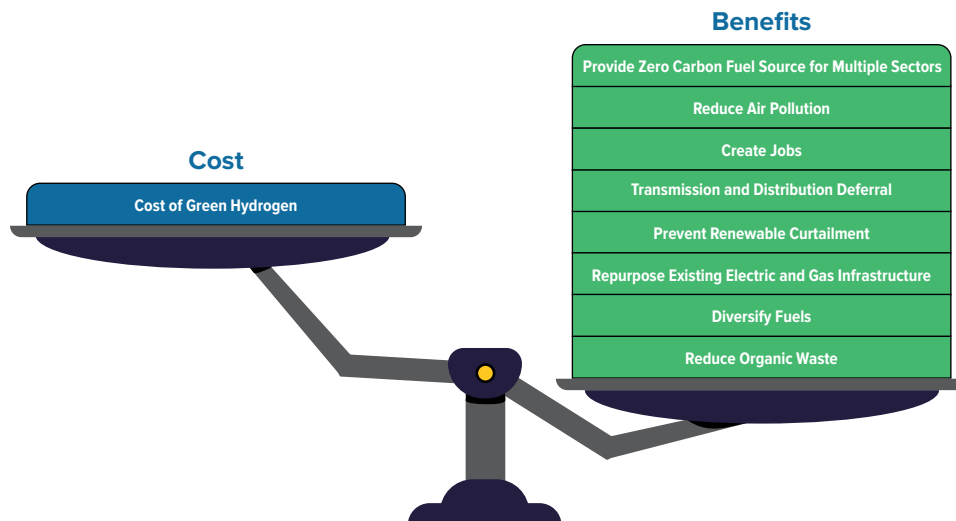 Benefits
Provide Zero Carbon Fuel Source for Multiple Sectors
Reduce Air Pollution
Create Jobs
Transmission and Distribution Deferral
Prevent Renewable Curtailment
Repurpose Existing Electric and Gas Infrastructure
Diversify Fuels
Reduce Organic Waste
Cost
Cost of Green Hydrogen